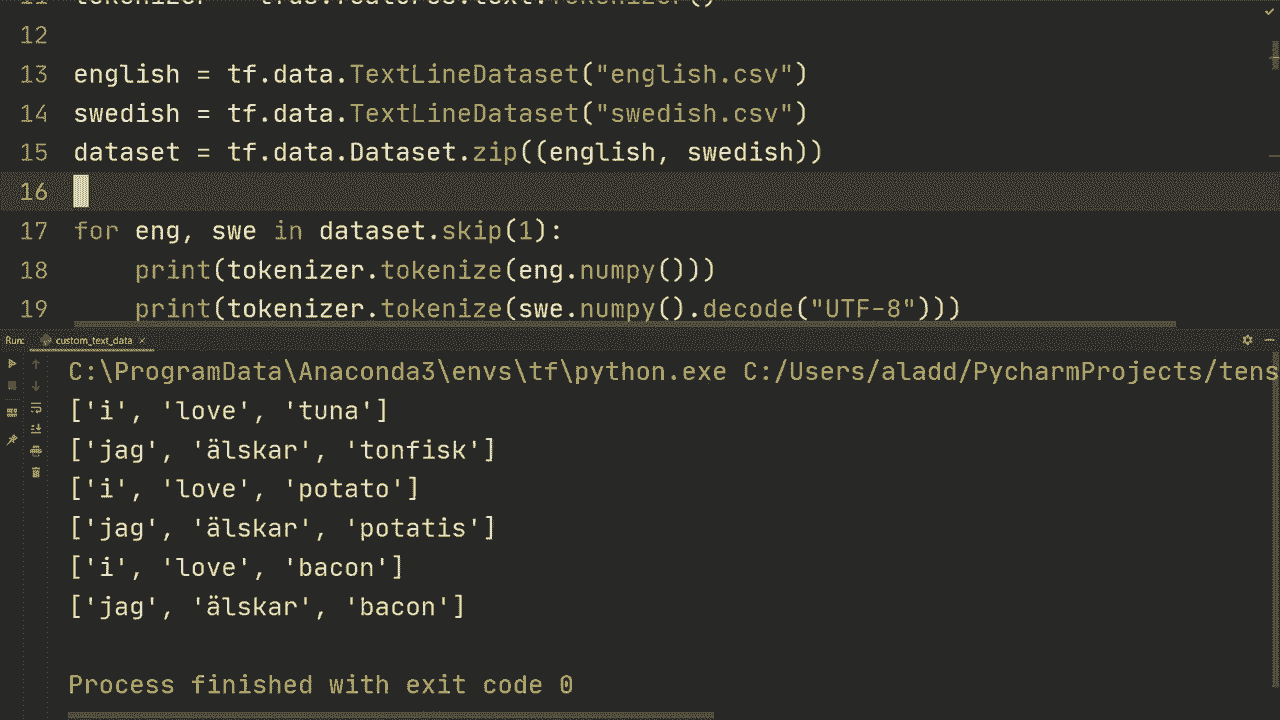 12
13 english = tf.data.TextLineDataset("english.csv")
14 swedish = tf.data.TextLineDataset("swedish.csv")
15 dataset = tf.data.Dataset.zip((english, swedish))
16
17 for eng, swe in dataset.skip(1):
18     print(tokenizer.tokenize(eng.numpy()))
19     print(tokenizer.tokenize(swe.numpy().decode("UTF-8")))
Run: custom_text_data ×
C:\ProgramData\Anaconda3\envs\tf\python.exe C:/Users/aladd/PycharmProjects/tens
['i', 'love', 'tuna']
['jag', 'älskar', 'tonfisk']
['i', 'love', 'potato']
['jag', 'älskar', 'potatis']
['i', 'love', 'bacon']
['jag', 'älskar', 'bacon']
Process finished with exit code 0